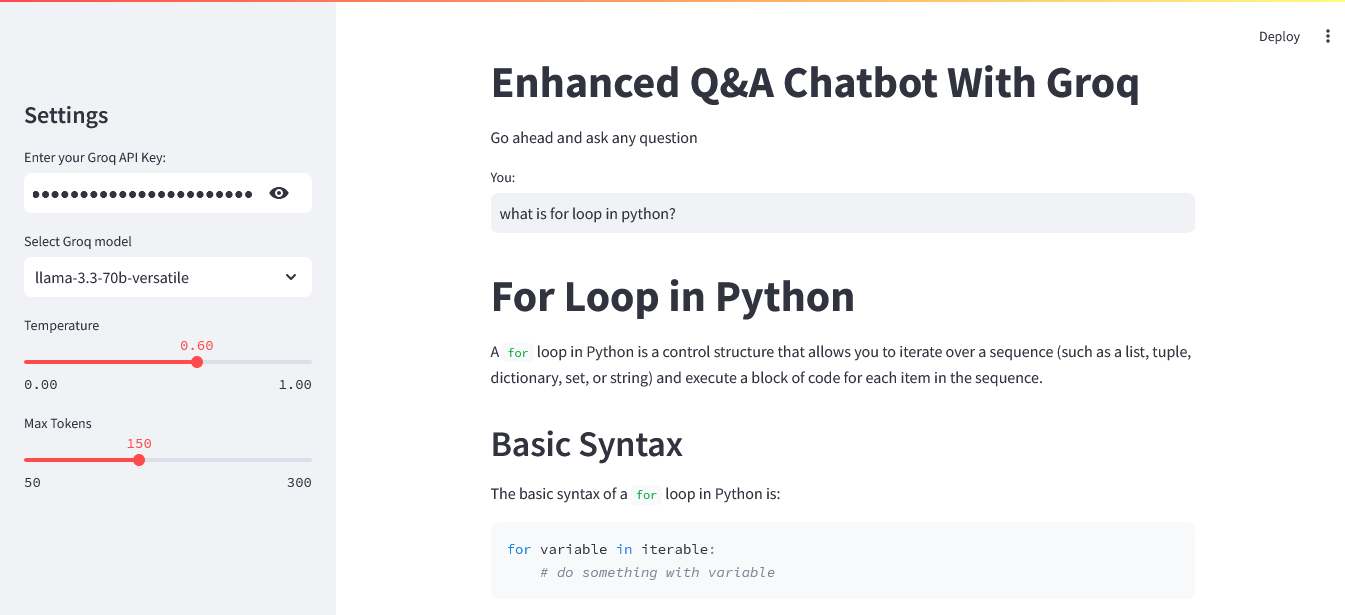 Deploy
Settings
Enter your Groq API Key:
Select Groq model
llama-3.3-70b-versatile
Temperature
0.60
0.00 1.00
Max Tokens
150
50 300
Enhanced Q&A Chatbot With Groq
Go ahead and ask any question
You:
what is for loop in python?
For Loop in Python
A for loop in Python is a control structure that allows you to iterate over a sequence (such as a list, tuple,
dictionary, set, or string) and execute a block of code for each item in the sequence.
Basic Syntax
The basic syntax of a for loop in Python is:
for variable in iterable:
    # do something with variable